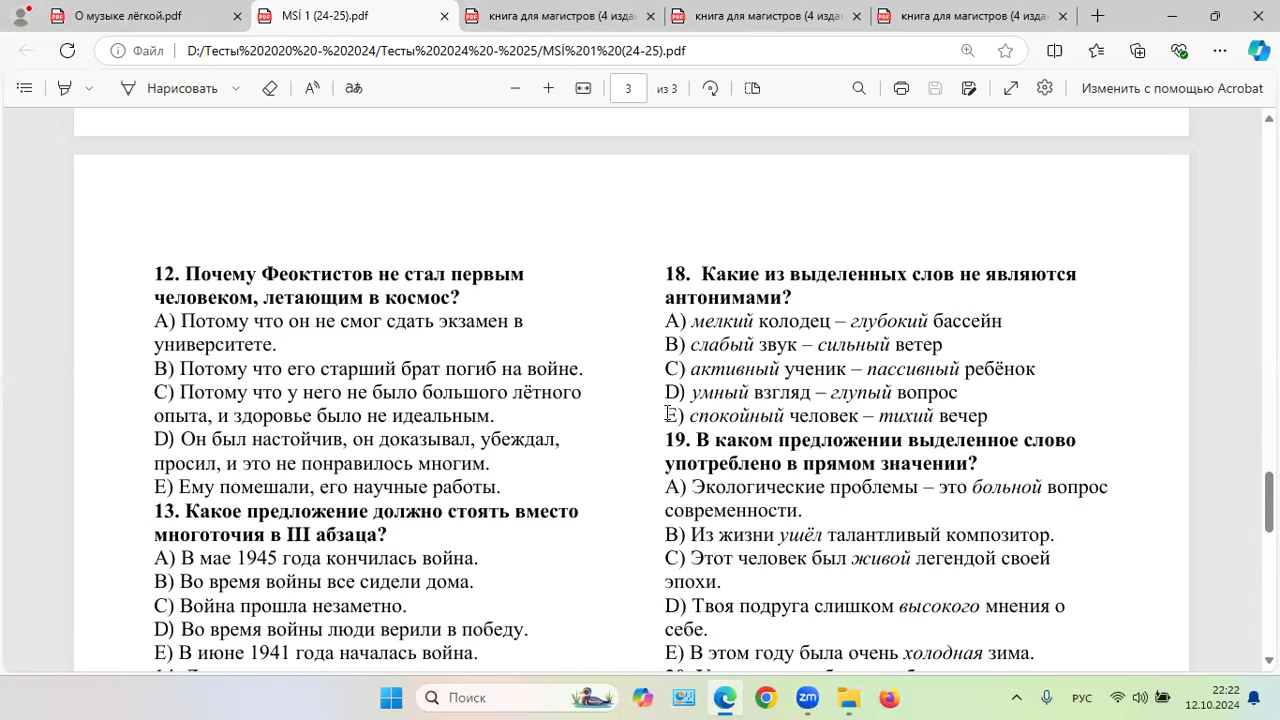 О музыке лёгкой.pdf
MSİ 1 (24-25).pdf
книга для магистров (4 издан
книга для магистров (4 издан
книга для магистров (4 издан
Файл
D:/Тесты%202020%20-%202024/Тесты%202024%20-%2025/MSİ%201%20(24-25).pdf
Нарисовать
аあ
3
из 3
Изменить с помощью Acrobat
12. Почему Феоктистов не стал первым
человеком, летающим в космос?
A) Потому что он не смог сдать экзамен в
университете.
B) Потому что его старший брат погиб на войне.
C) Потому что у него не было большого лётного
опыта, и здоровье было не идеальным.
D) Он был настойчив, он доказывал, убеждал,
просил, и это не понравилось многим.
E) Ему помешали, его научные работы.
13. Какое предложение должно стоять вместо
многоточия в III абзаца?
A) В мае 1945 года кончилась война.
B) Во время войны все сидели дома.
C) Война прошла незаметно.
D) Во время войны люди верили в победу.
E) В июне 1941 года началась война.
18. Какие из выделенных слов не являются
антонимами?
A) мелкий колодец – глубокий бассейн
B) слабый звук – сильный ветер
C) активный ученик – пассивный ребёнок
D) умный взгляд – глупый вопрос
E) спокойный человек – тихий вечер
19. В каком предложении выделенное слово
употреблено в прямом значении?
A) Экологические проблемы – это больной вопрос
современности.
B) Из жизни ушёл талантливый композитор.
C) Этот человек был живой легендой своей
эпохи.
D) Твоя подруга слишком высокого мнения о
себе.
E) В этом году была очень холодная зима.
Поиск
zm
РУС
22:22
12.10.2024